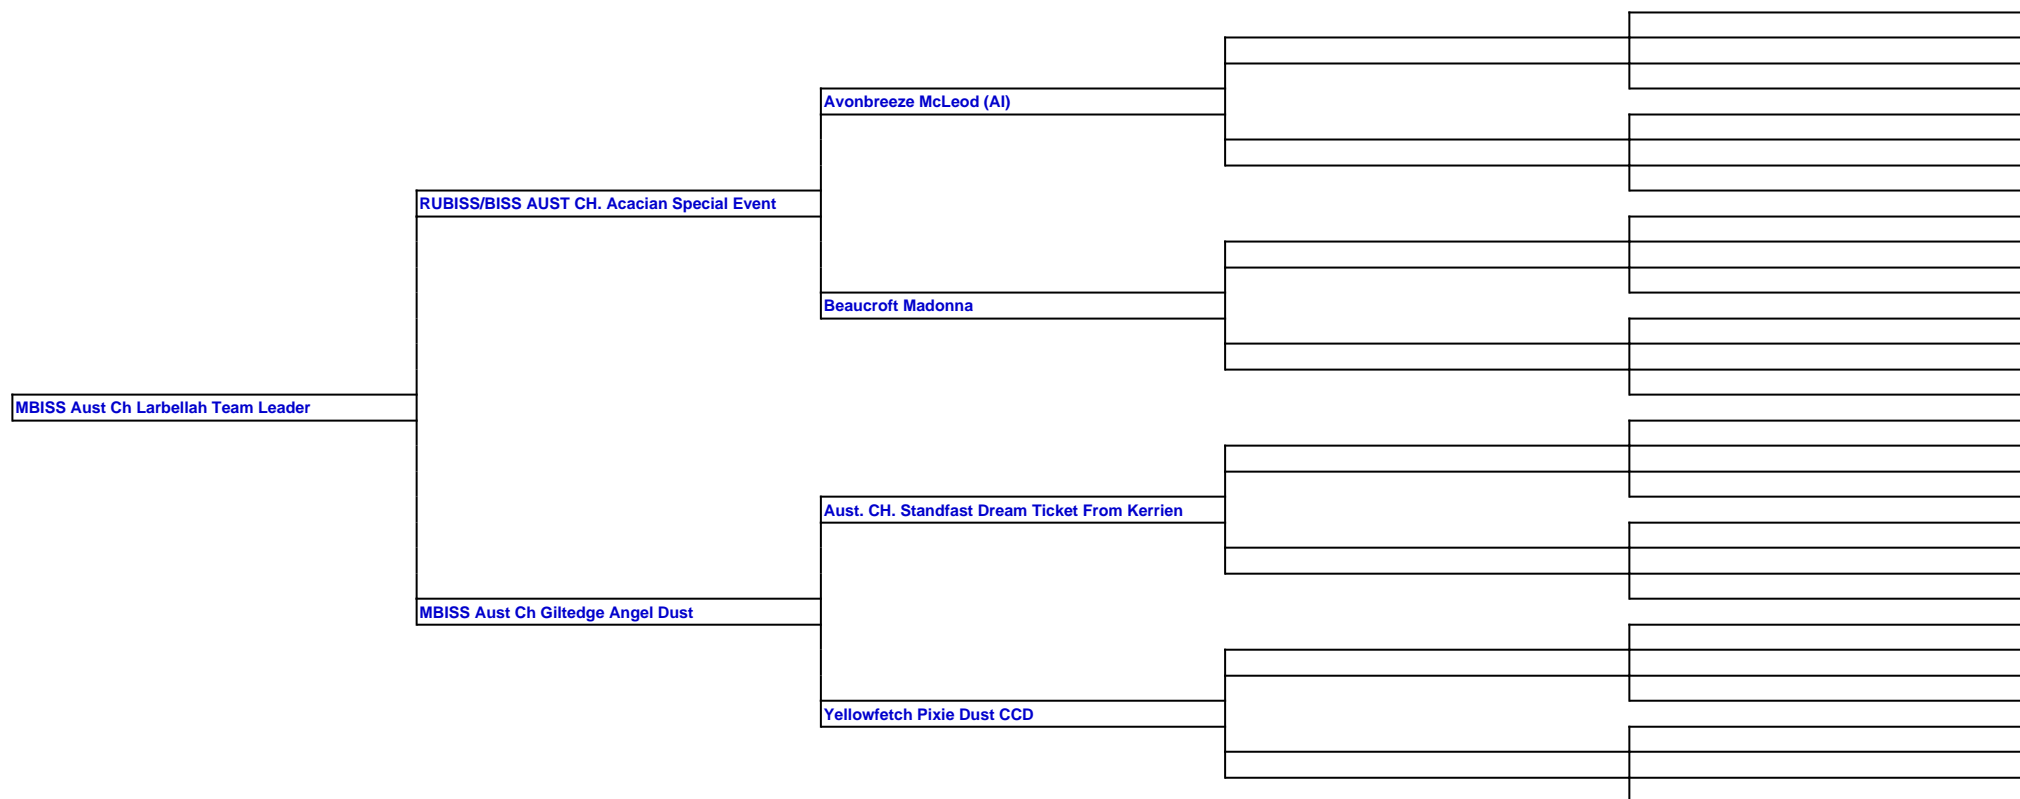 Avonbreeze McLeod (AI)
RUBISS/BISS AUST CH. Acacian Special Event
Beaucroft Madonna
MBISS Aust Ch Larbellah Team Leader
Aust. CH. Standfast Dream Ticket From Kerrien
MBISS Aust Ch Giltedge Angel Dust
Yellowfetch Pixie Dust CCD